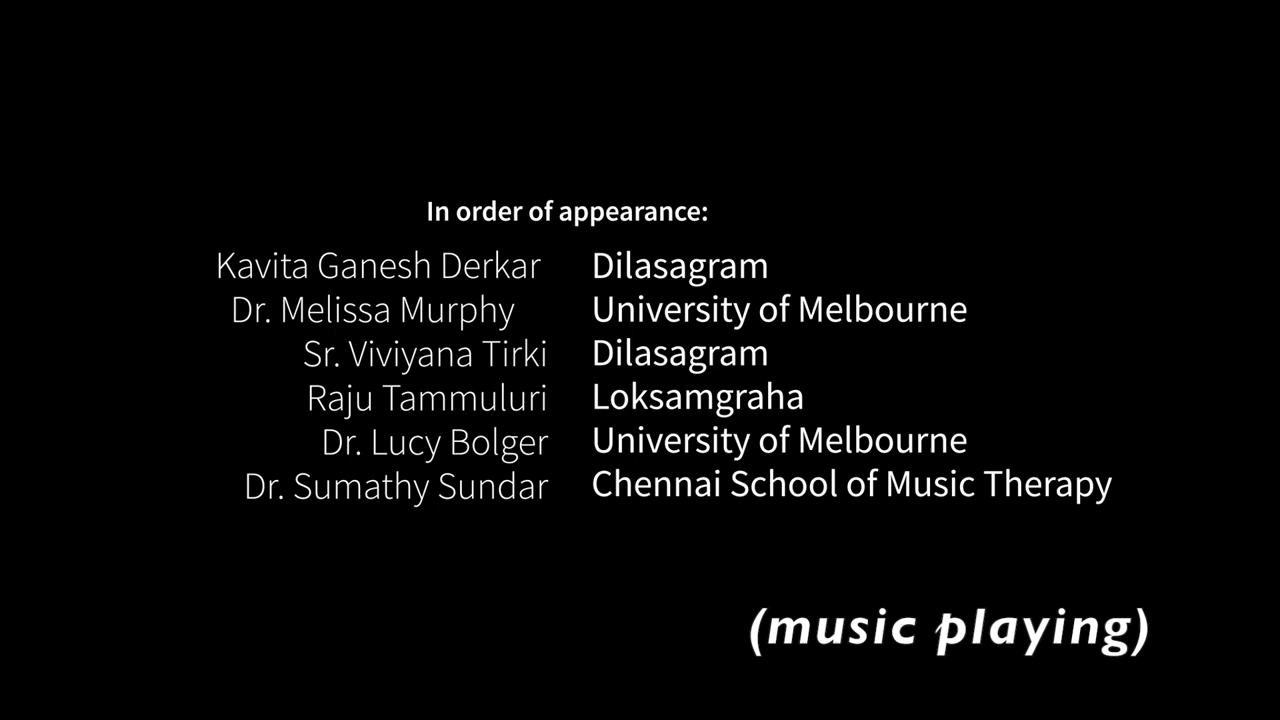 In order of appearance:
Kavita Ganesh Derkar Dilasagram
Dr. Melissa Murphy University of Melbourne
Sr. Viviyana Tirki Dilasagram
Raju Tammuluri Loksamgraha
Dr. Lucy Bolger University of Melbourne
Dr. Sumathy Sundar Chennai School of Music Therapy
(music playing)